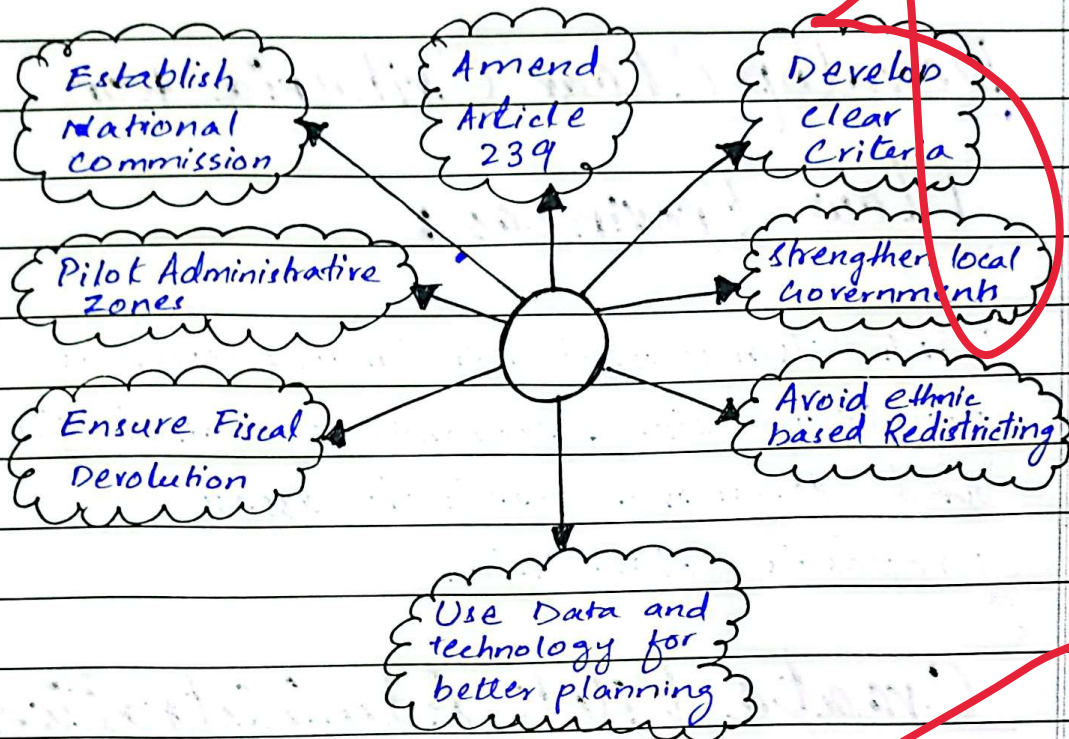 Establish
National
Commission
Amend
Article
239
Develop
Clear
Criteria
Pilot Administrative
Zones
Strengthen local
Governments
Ensure Fiscal
Devolution
Avoid ethnic
based Redistricting
Use Data and
technology for
better planning